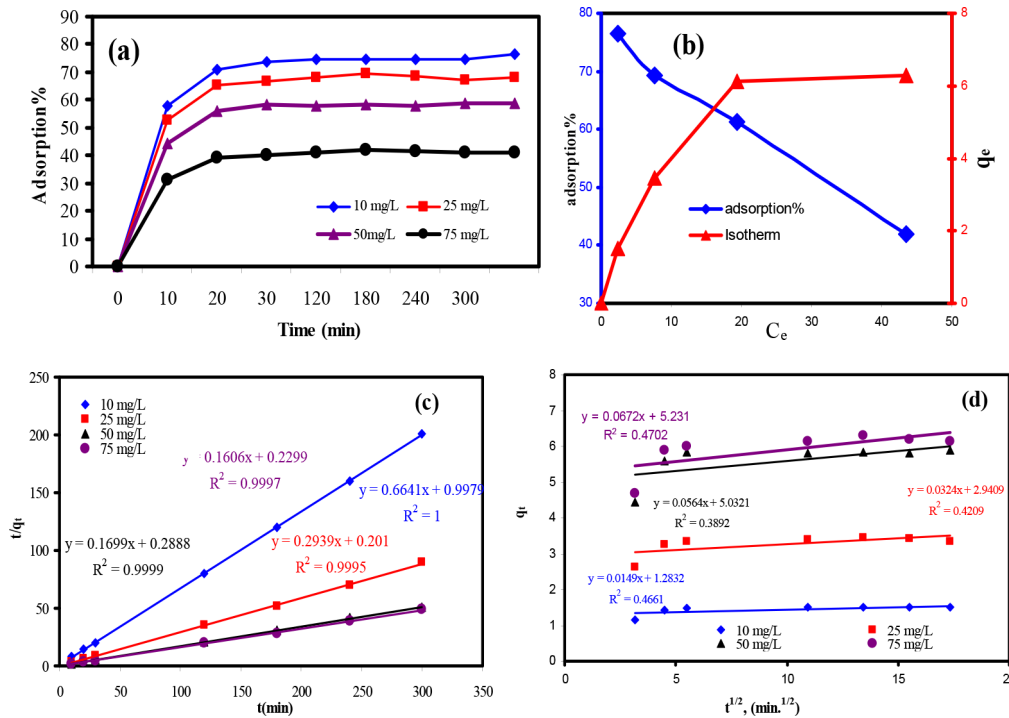 (a)
Adsorption%
90
80
70
60
50
40
30
20
10
0
0 10 20 30 120 180 240 300
Time (min)
10 mg/L 25 mg/L
50mg/L 75 mg/L
(b)
adsorption%
80
70
60
50
40
30
8
6
4
2
0
qe
adsorption%
Isotherm
0 10 20 30 40 50
Ce
(c)
t/qt
250
200
150
100
50
0
10 mg/L
25 mg/L
50 mg/L
75 mg/L
y = 0.1606x + 0.2299
R² = 0.9997
y = 0.6641x + 0.9979
R² = 1
y = 0.1699x + 0.2888
R² = 0.9999
y = 0.2939x + 0.201
R² = 0.9995
0 50 100 150 200 250 300 350
t(min)
(d)
qt
8
7
6
5
4
3
2
1
0
y = 0.0672x + 5.231
R² = 0.4702
y = 0.0564x + 5.0321
R² = 0.3892
y = 0.0324x + 2.9409
R² = 0.4209
y = 0.0149x + 1.2832
R² = 0.4661
10 mg/L 25 mg/L
50 mg/L 75 mg/L
0 5 10 15
t^1/2, (min.^1/2)